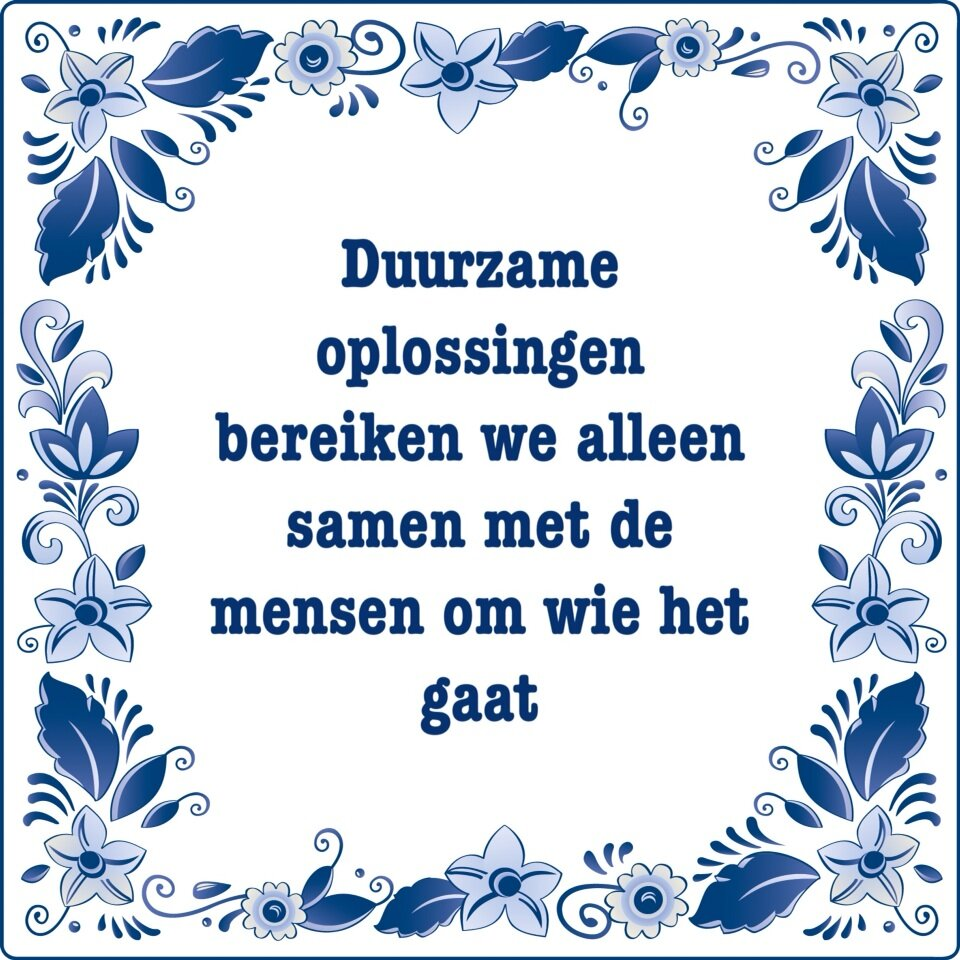 Duurzame
oplossingen
bereiken we alleen
samen met de
mensen om wie het
gaat